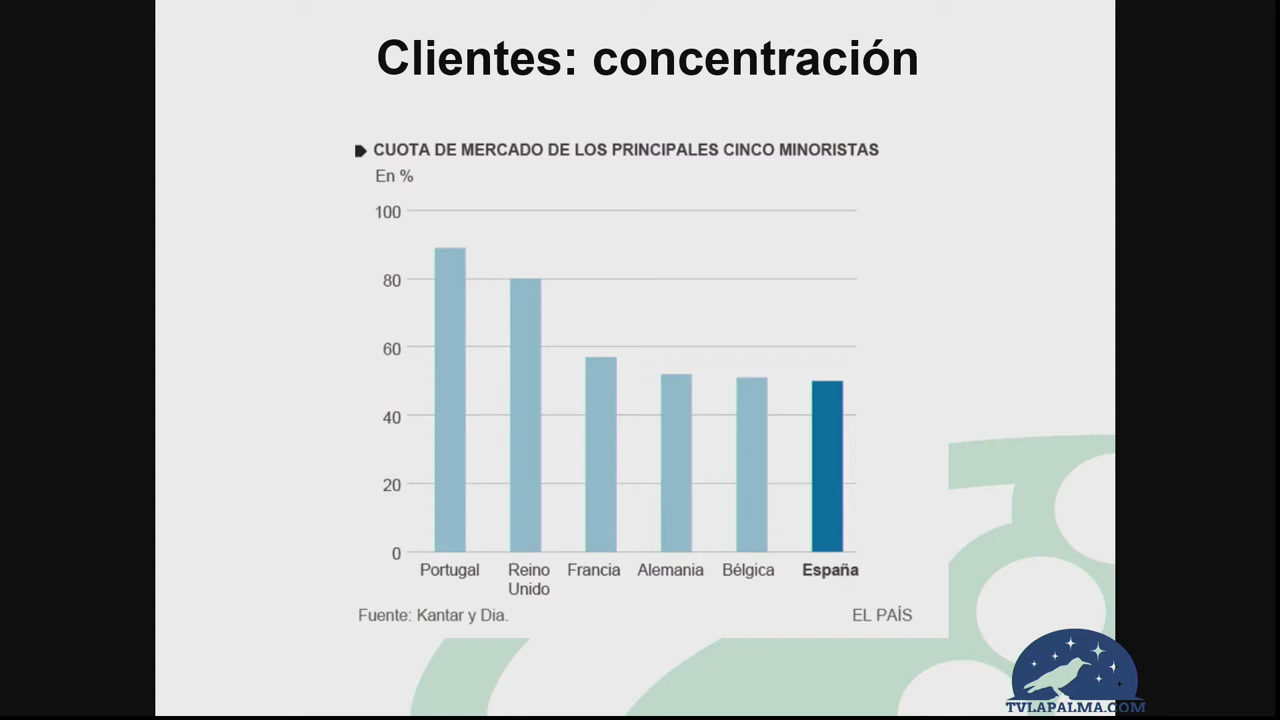 Clientes: concentración
CUOTA DE MERCADO DE LOS PRINCIPALES CINCO MINORISTAS
En %
100
80
60
40
20
0
Portugal
Reino
Unido
Francia
Alemania
Bélgica
España
Fuente: Kantar y Dia.
EL PAÍS
TVLAPALMA.COM